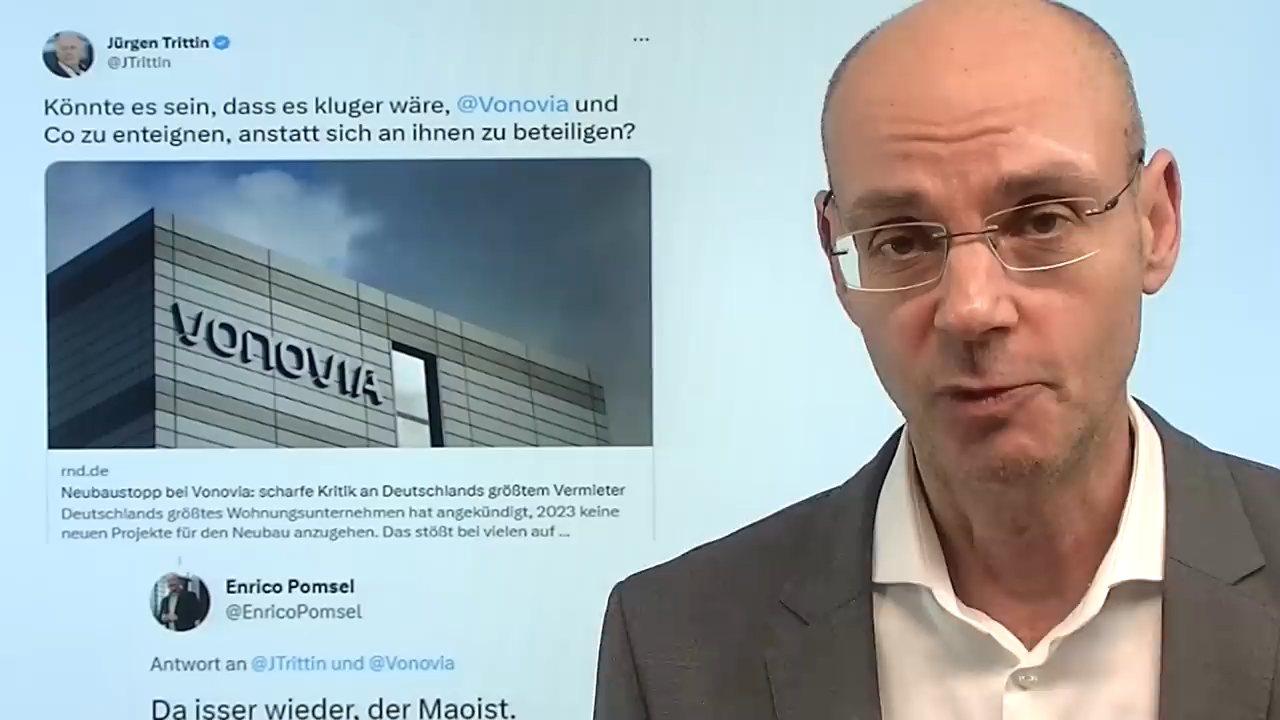 Jürgen Trittin
@JTrittin
Könnte es sein, dass es kluger wäre, @Vonovia und
Co zu enteignen, anstatt sich an ihnen zu beteiligen?
VONOVIA
rnd.de
Neubaustopp bei Vonovia: scharfe Kritik an Deutschlands größtem Vermieter
Deutschlands größtes Wohnungsunternehmen hat angekündigt, 2023 keine
neuen Projekte für den Neubau anzugehen. Das stößt bei vielen auf ...
Enrico Pomsel
@EnricoPomsel
Antwort an @JTrittin und @Vonovia
Da isser wieder, der Maoist.